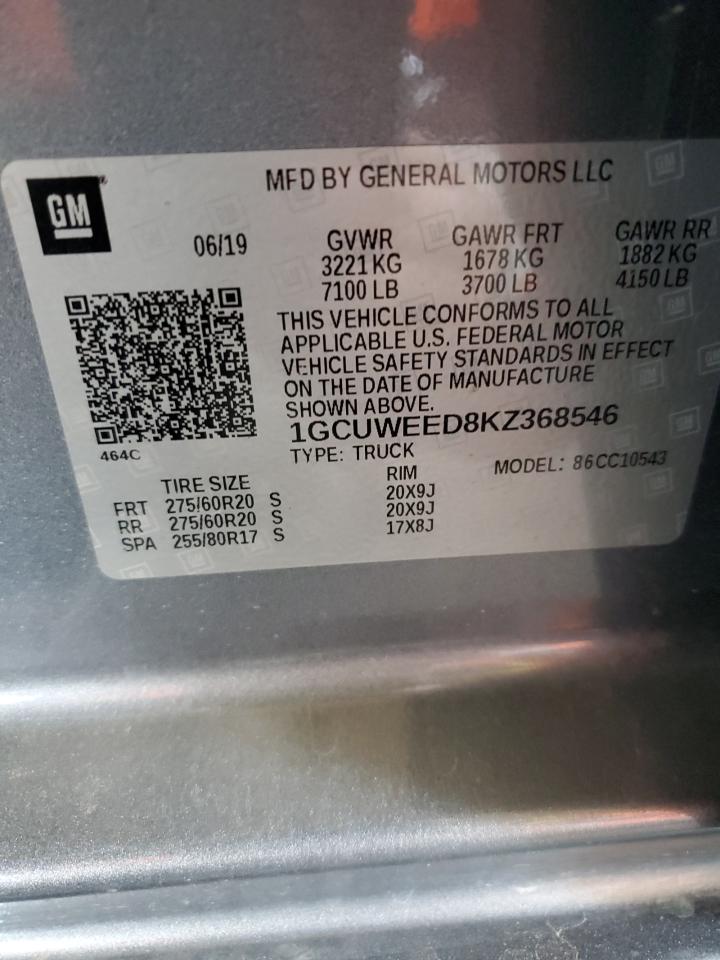 GM
MFD BY GENERAL MOTORS LLC
06/19
GVWR
3221 KG
7100 LB
GAWR FRT
1678 KG
3700 LB
GAWR RR
1882 KG
4150 LB
THIS VEHICLE CONFORMS TO ALL
APPLICABLE U.S. FEDERAL MOTOR
VEHICLE SAFETY STANDARDS IN EFFECT
ON THE DATE OF MANUFACTURE
SHOWN ABOVE.
1GCUWEED8KZ368546
TYPE: TRUCK
MODEL: 86CC10543
464C
TIRE SIZE RIM
FRT 275/60R20 S 20X9J
RR 275/60R20 S 20X9J
SPA 255/80R17 S 17X8J